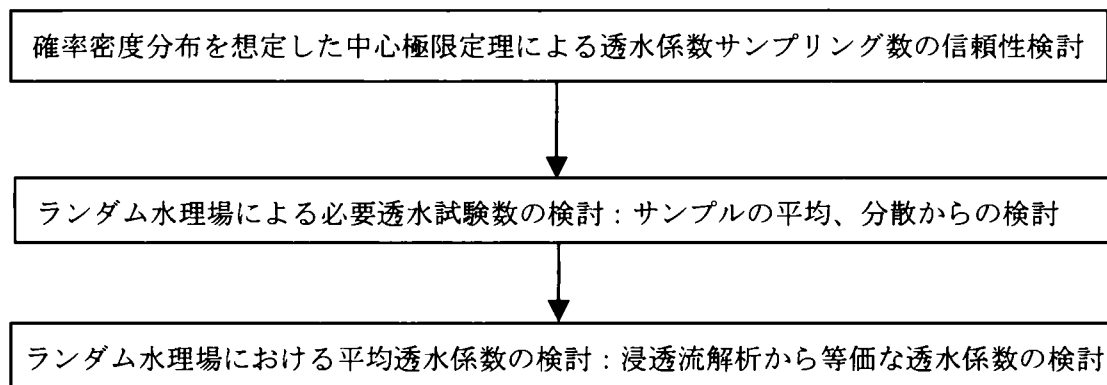 確率密度分布を想定した中心極限定理による透水係数サンプリング数の信頼性検討
ランダム水理場による必要透水試験数の検討：サンプルの平均、分散からの検討
ランダム水理場における平均透水係数の検討：浸透流解析から等価な透水係数の検討